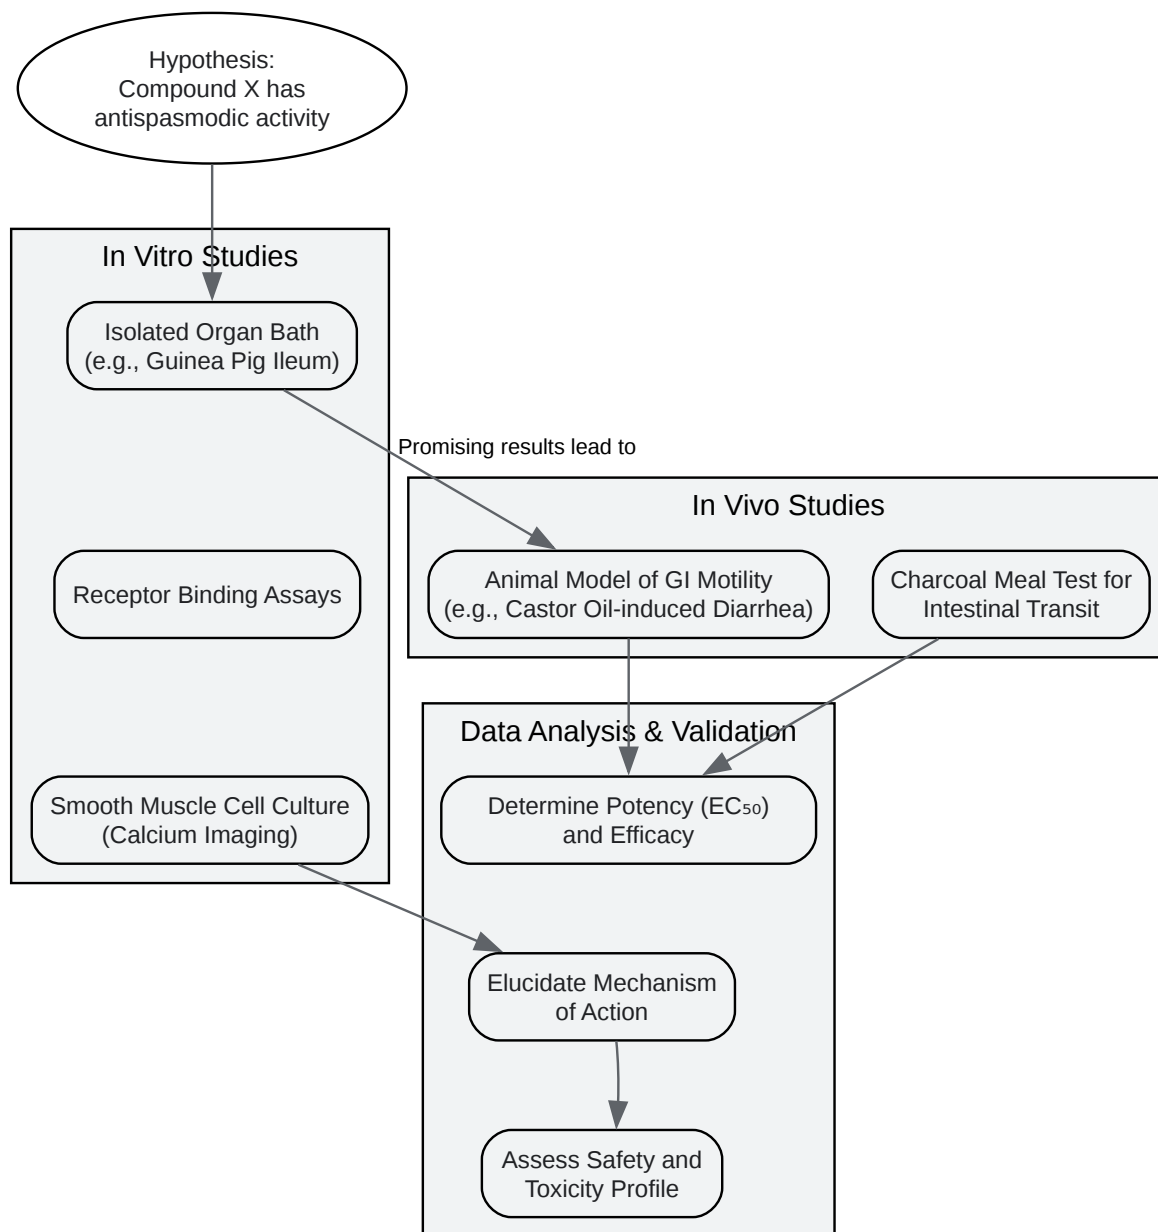 Hypothesis:
Compound X has
antispasmodic activity
In Vitro Studies
Isolated Organ Bath
(e.g., Guinea Pig Ileum)
Promising results lead to
In Vivo Studies
Receptor Binding Assays
Animal Model of GI Motility
(e.g., Castor Oil-induced Diarrhea)
Charcoal Meal Test for
Intestinal Transit
Data Analysis & Validation
Smooth Muscle Cell Culture
(Calcium Imaging)
Determine Potency (EC₅₀)
and Efficacy
Elucidate Mechanism
of Action
Assess Safety and
Toxicity Profile